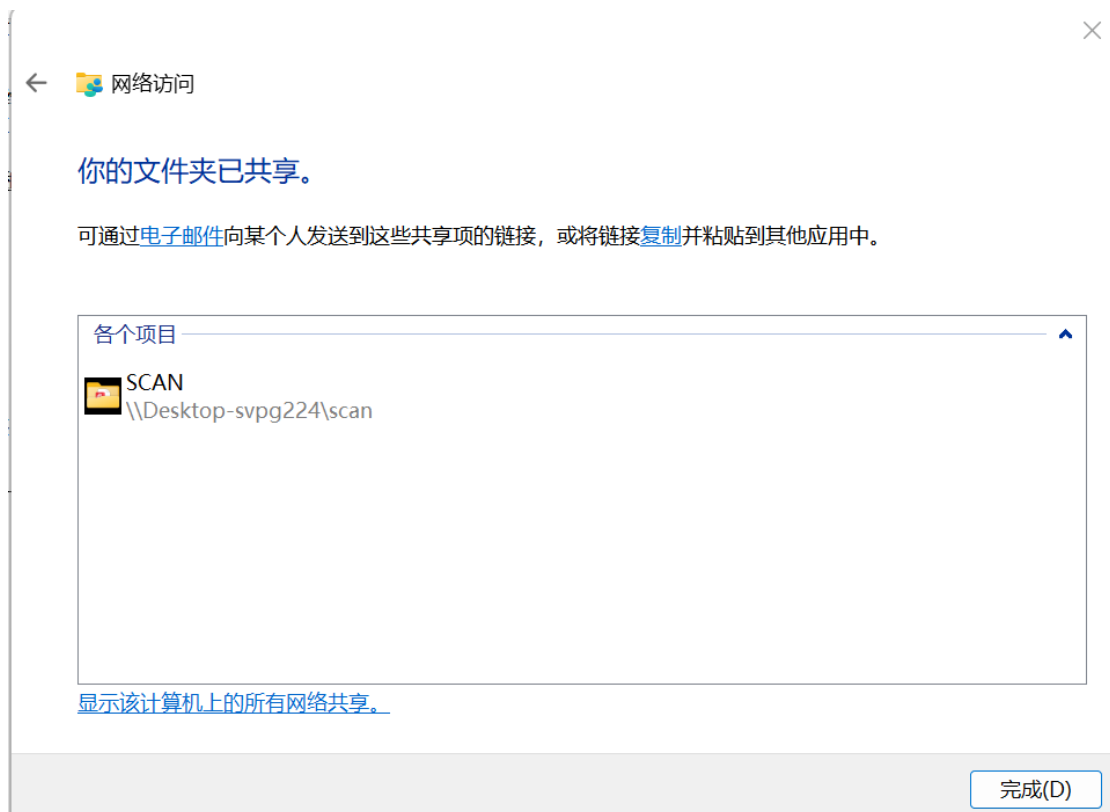 网络访问
你的文件夹已共享。
可通过电子邮件向某个人发送到这些共享项的链接，或将链接复制并粘贴到其他应用中。
各个项目
SCAN
\\Desktop-svpg224\scan
显示该计算机上的所有网络共享。
完成(D)